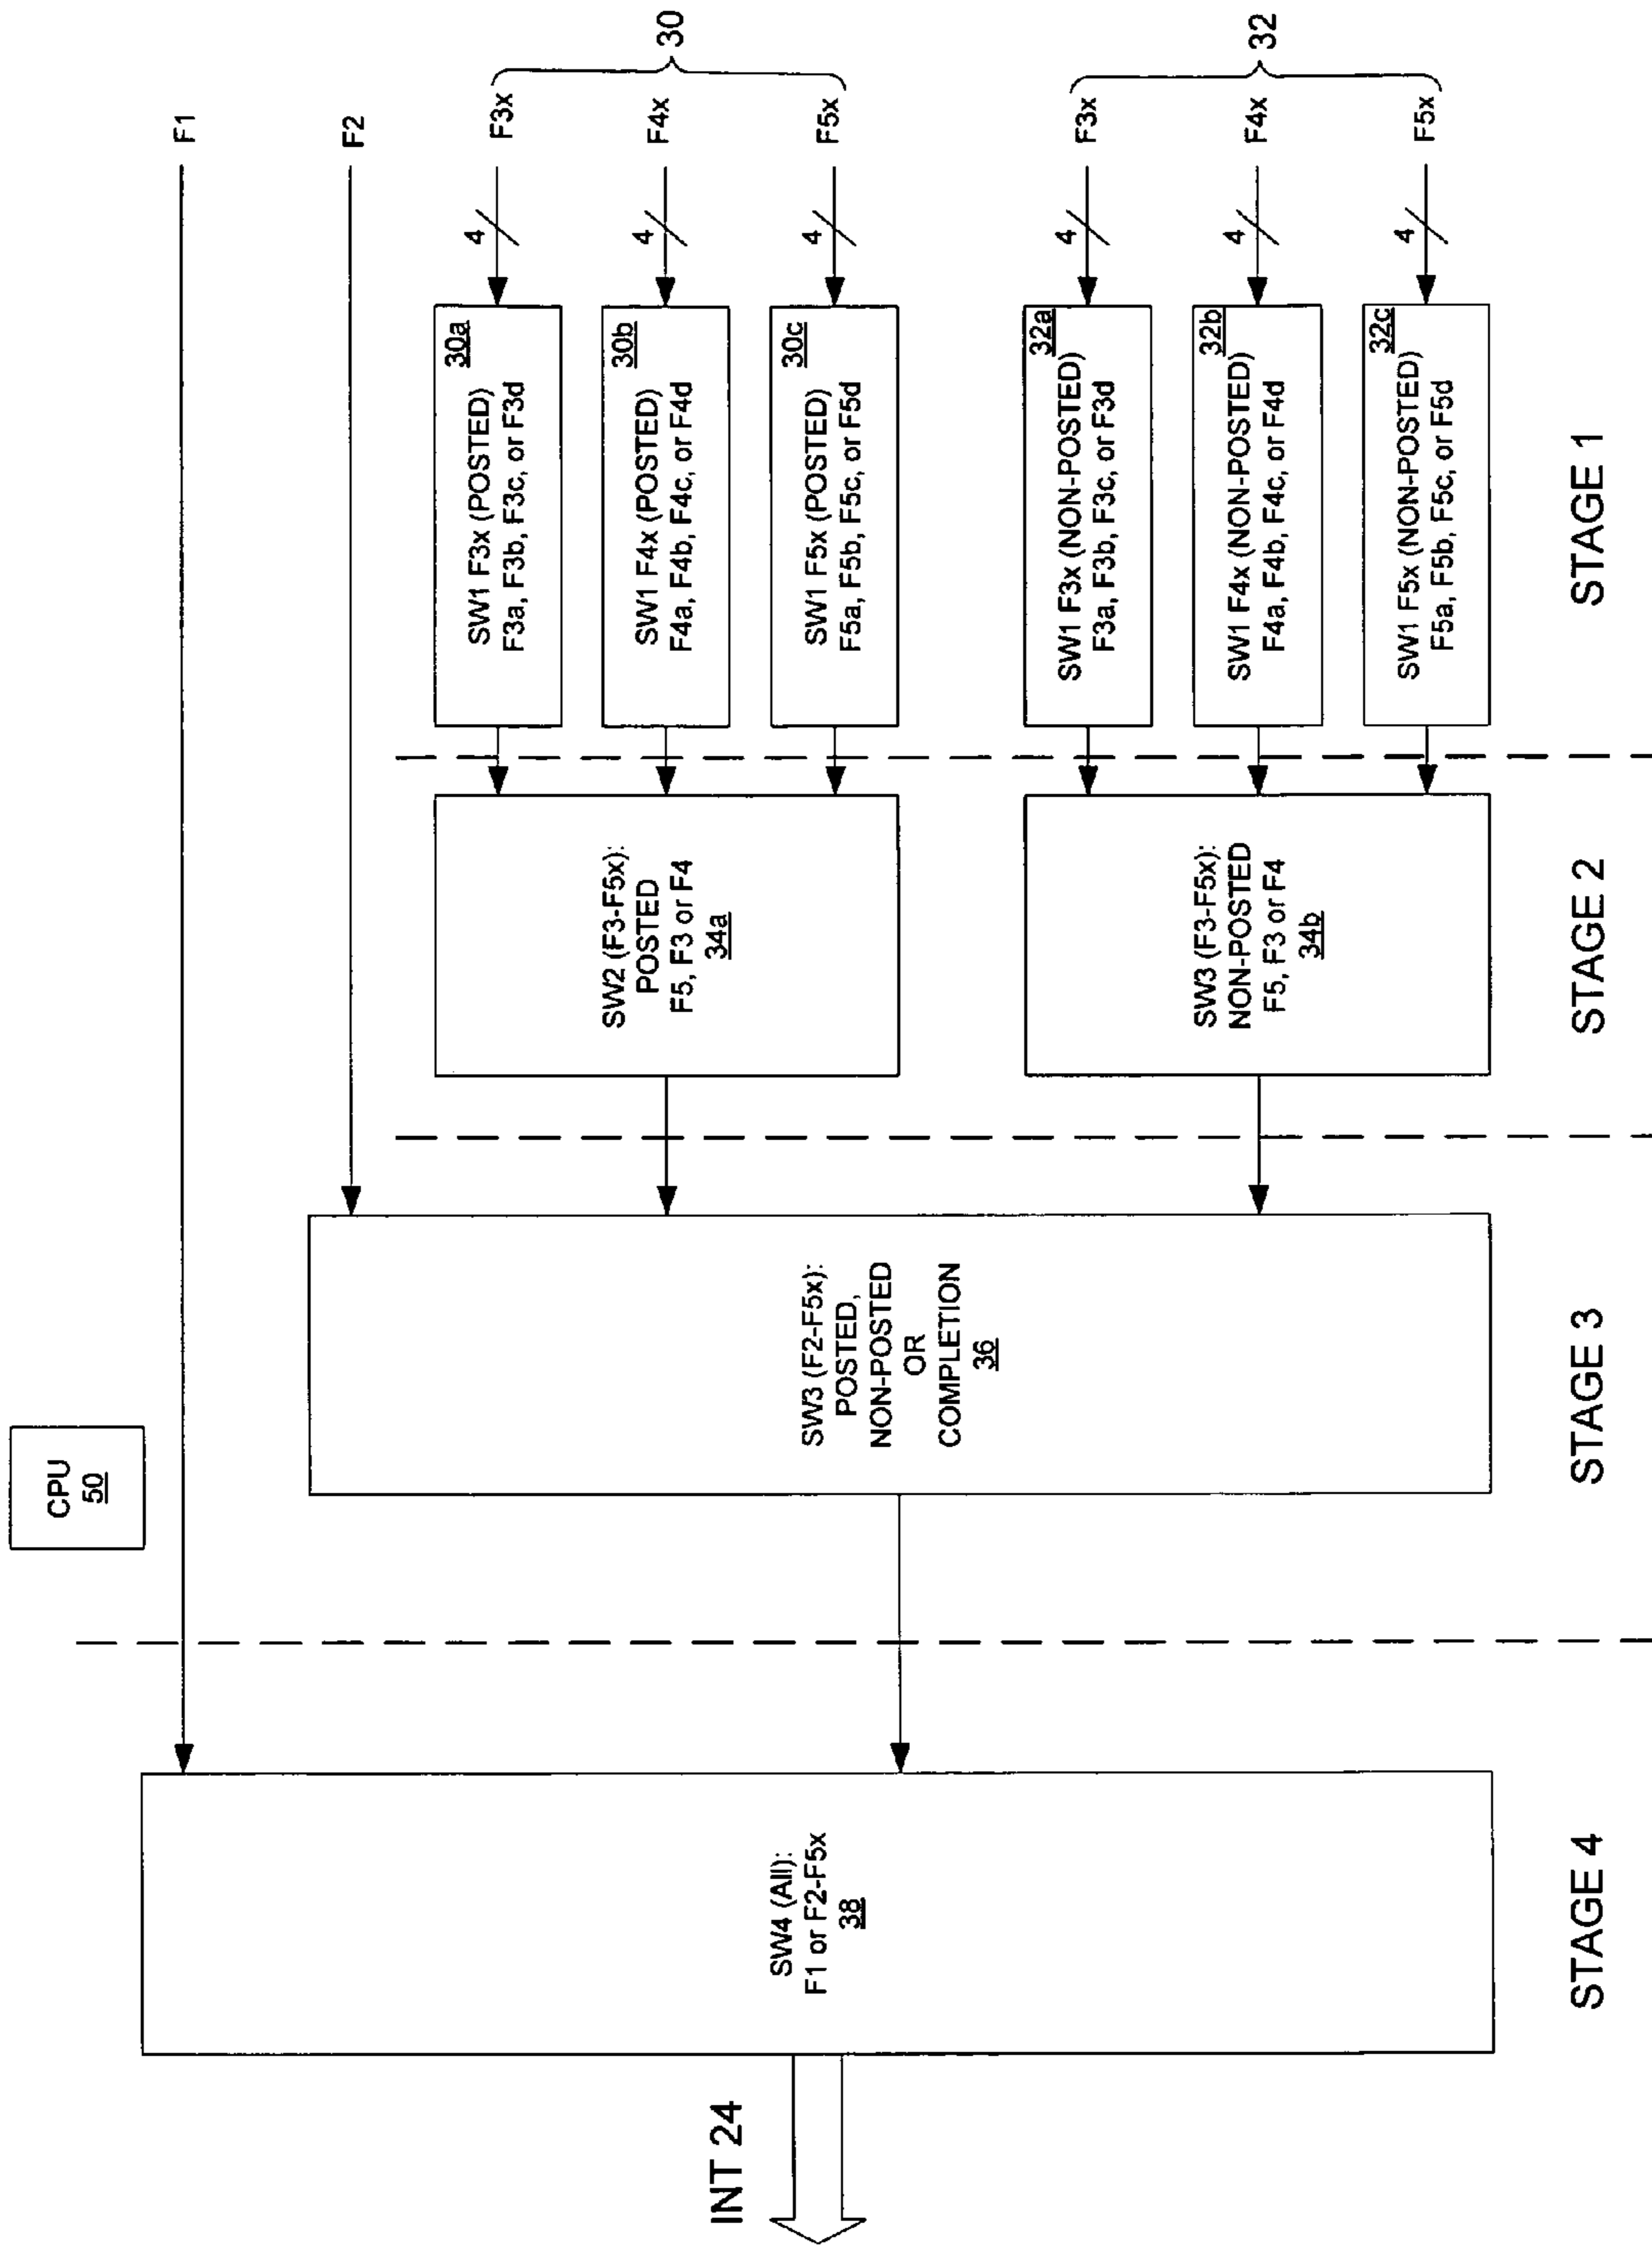 CPU
50
F1
F2
F3x
F4x
F5x
30
4
4
4
30a
SW1 F3x (POSTED)
F3a, F3b, F3c, or F3d
30b
SW1 F4x (POSTED)
F4a, F4b, F4c, or F4d
30c
SW1 F5x (POSTED)
F5a, F5b, F5c, or F5d
F3x
F4x
F5x
32
4
4
4
32a
SW1 F3x (NON-POSTED)
F3a, F3b, F3c, or F3d
32b
SW1 F4x (NON-POSTED)
F4a, F4b, F4c, or F4d
32c
SW1 F5x (NON-POSTED)
F5a, F5b, F5c, or F5d
STAGE 1
SW2 (F3-F5x):
POSTED
F5, F3 or F4
34a
SW3 (F3-F5x):
NON-POSTED
F5, F3 or F4
34b
STAGE 2
SW3 (F2-F5x):
POSTED,
NON-POSTED
OR
COMPLETION
36
STAGE 3
SW4 (All):
F1 or F2-F5x
38
STAGE 4
INT 24